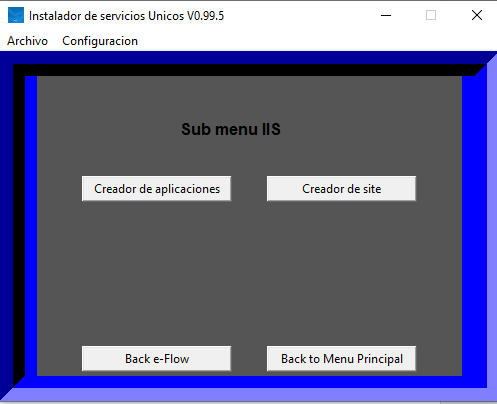 Instalador de servicios Unicos V0.99.5
Archivo Configuracion
Sub menu IIS
Creador de aplicaciones Creador de site
Back e-Flow Back to Menu Principal